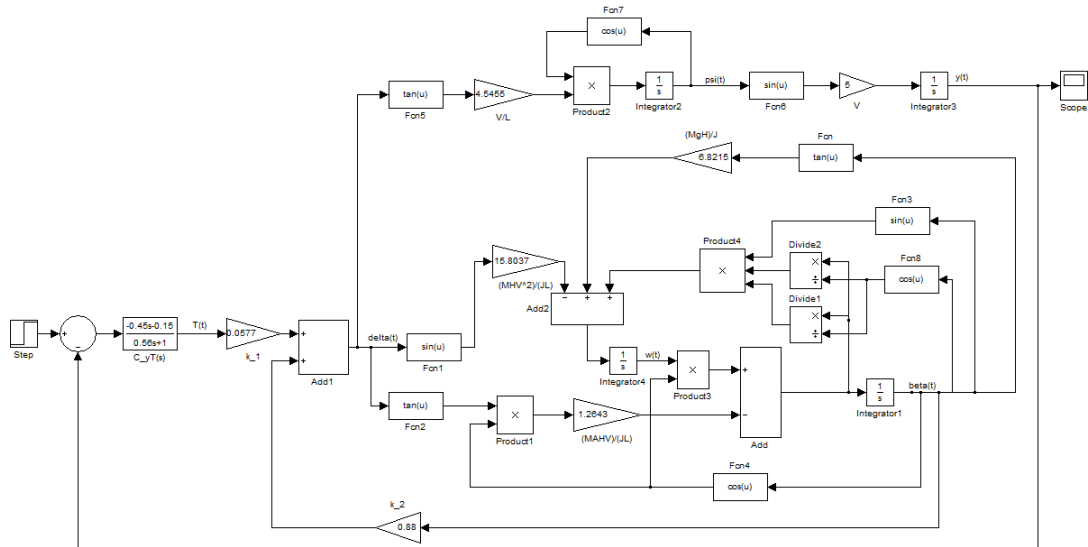 Fcn7
cos(u)
tan(u)
Fcn5
4.5455
V/L
×
Product2
1
s
Integrator2
psi(t)
sin(u)
Fcn6
5
V
1
s
Integrator3
y(t)
Scope
(MgH)/J
6.8215
Fcn
tan(u)
Fcn3
sin(u)
Product4
×
Divide2
×
÷
Fcn8
cos(u)
Divide1
×
÷
15.8037
(MHV^2)/(JL)
− + +
Add2
Step
+
−
-0.45s-0.15
0.56s+1
C_yT(s)
T(t)
0.0577
k_1
+
+
Add1
delta(t)
sin(u)
Fcn1
1
s
Integrator4
w(t)
×
Product3
+
−
Add
1
s
Integrator1
beta(t)
tan(u)
Fcn2
×
Product1
1.2643
(MAHV)/(JL)
Fcn4
cos(u)
k_2
0.88